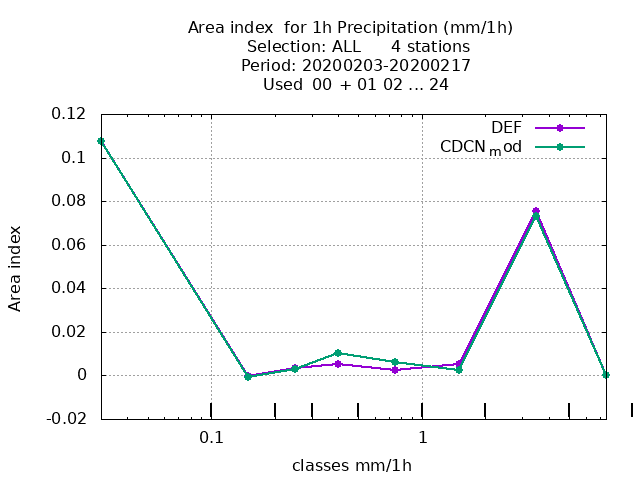 Area index  for 1h Precipitation (mm/1h)
Selection: ALL      4 stations
Period: 20200203-20200217
Used  00  + 01 02 ... 24
0.12
DEF
0.1
CDCNmod
0.08
0.06
Area index
0.04
0.02
0
-0.02
0.1
1
classes mm/1h